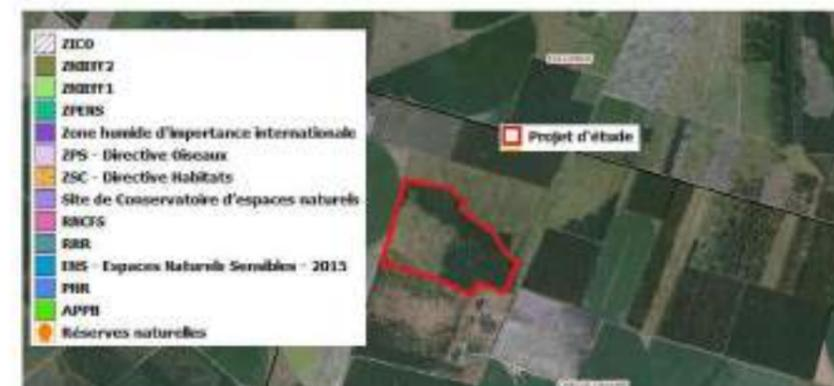 ZICO
ZNIEFF2
ZNIEFF1
ZPENS
Zone humide d'importance internationale
ZPS - Directive Oiseaux
ZSC - Directive Habitats
Site de Conservatoire d'espaces naturels
RNCFS
RNR
ENS - Espaces Naturels Sensibles - 2015
PNR
APPB
Réserves naturelles
Projet d'étude